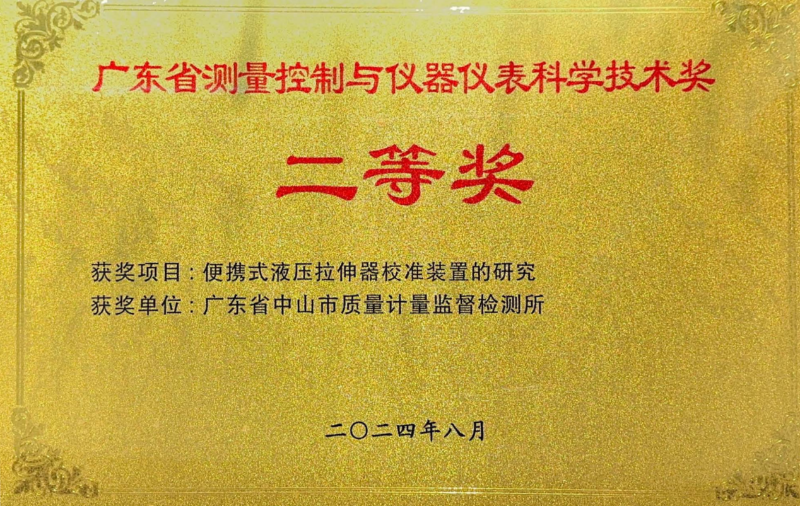 广东省测量控制与仪器仪表科学技术奖
二等奖
获奖项目：便携式液压拉伸器校准装置的研究
获奖单位：广东省中山市质量计量监督检测所
二〇二四年八月